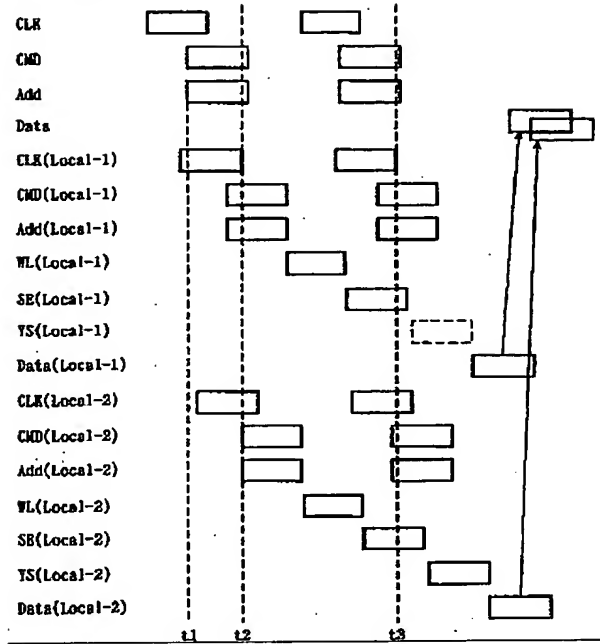 CLK
CMD
Add
Data
CLK(Local-1)
CMD(Local-1)
Add(Local-1)
WL(Local-1)
SE(Local-1)
YS(Local-1)
Data(Local-1)
CLK(Local-2)
CMD(Local-2)
Add(Local-2)
WL(Local-2)
SE(Local-2)
YS(Local-2)
Data(Local-2)
t1 t2 t3